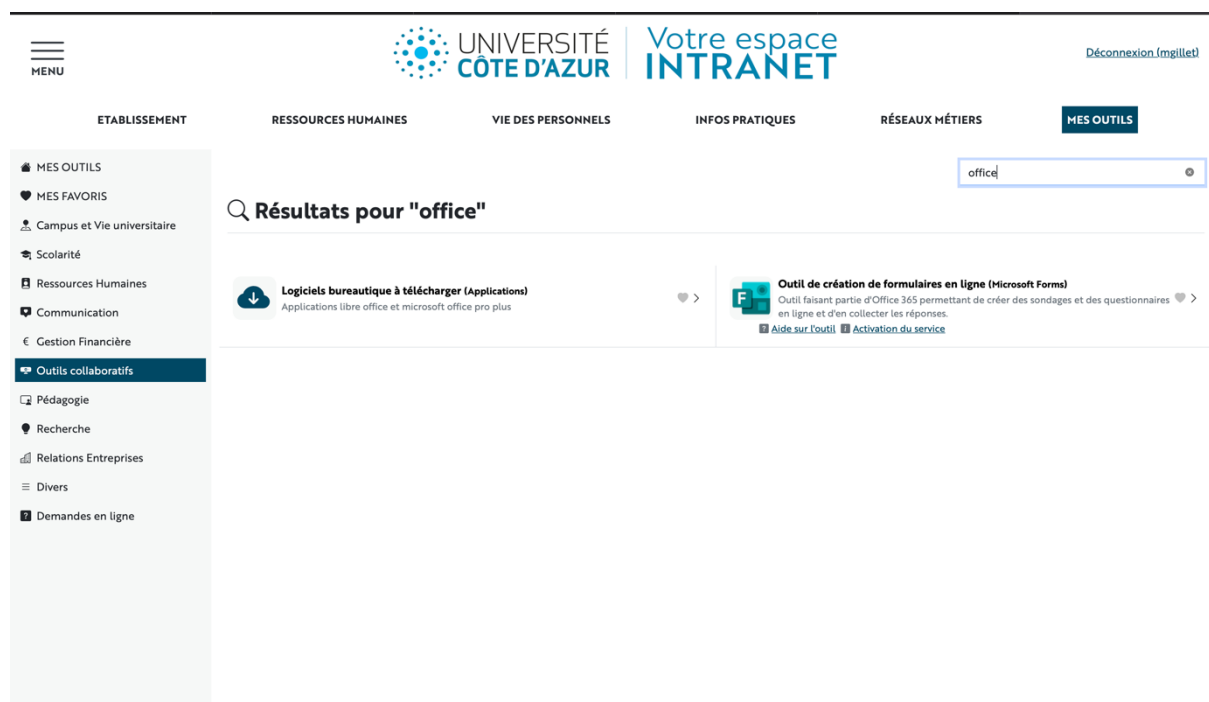 MENU
UNIVERSITÉ
CÔTE D'AZUR
Votre espace
INTRANET
Déconnexion (mgillet)
ETABLISSEMENT
RESSOURCES HUMAINES
VIE DES PERSONNELS
INFOS PRATIQUES
RÉSEAUX MÉTIERS
MES OUTILS
MES OUTILS
MES FAVORIS
Campus et Vie universitaire
Scolarité
Ressources Humaines
Communication
€ Gestion Financière
Outils collaboratifs
Pédagogie
Recherche
Relations Entreprises
Divers
Demandes en ligne
office
Résultats pour "office"
Logiciels bureautique à télécharger (Applications)
Applications libre office et microsoft office pro plus
Outil de création de formulaires en ligne (Microsoft Forms)
Outil faisant partie d'Office 365 permettant de créer des sondages et des questionnaires
en ligne et d'en collecter les réponses.
Aide sur l'outil Activation du service